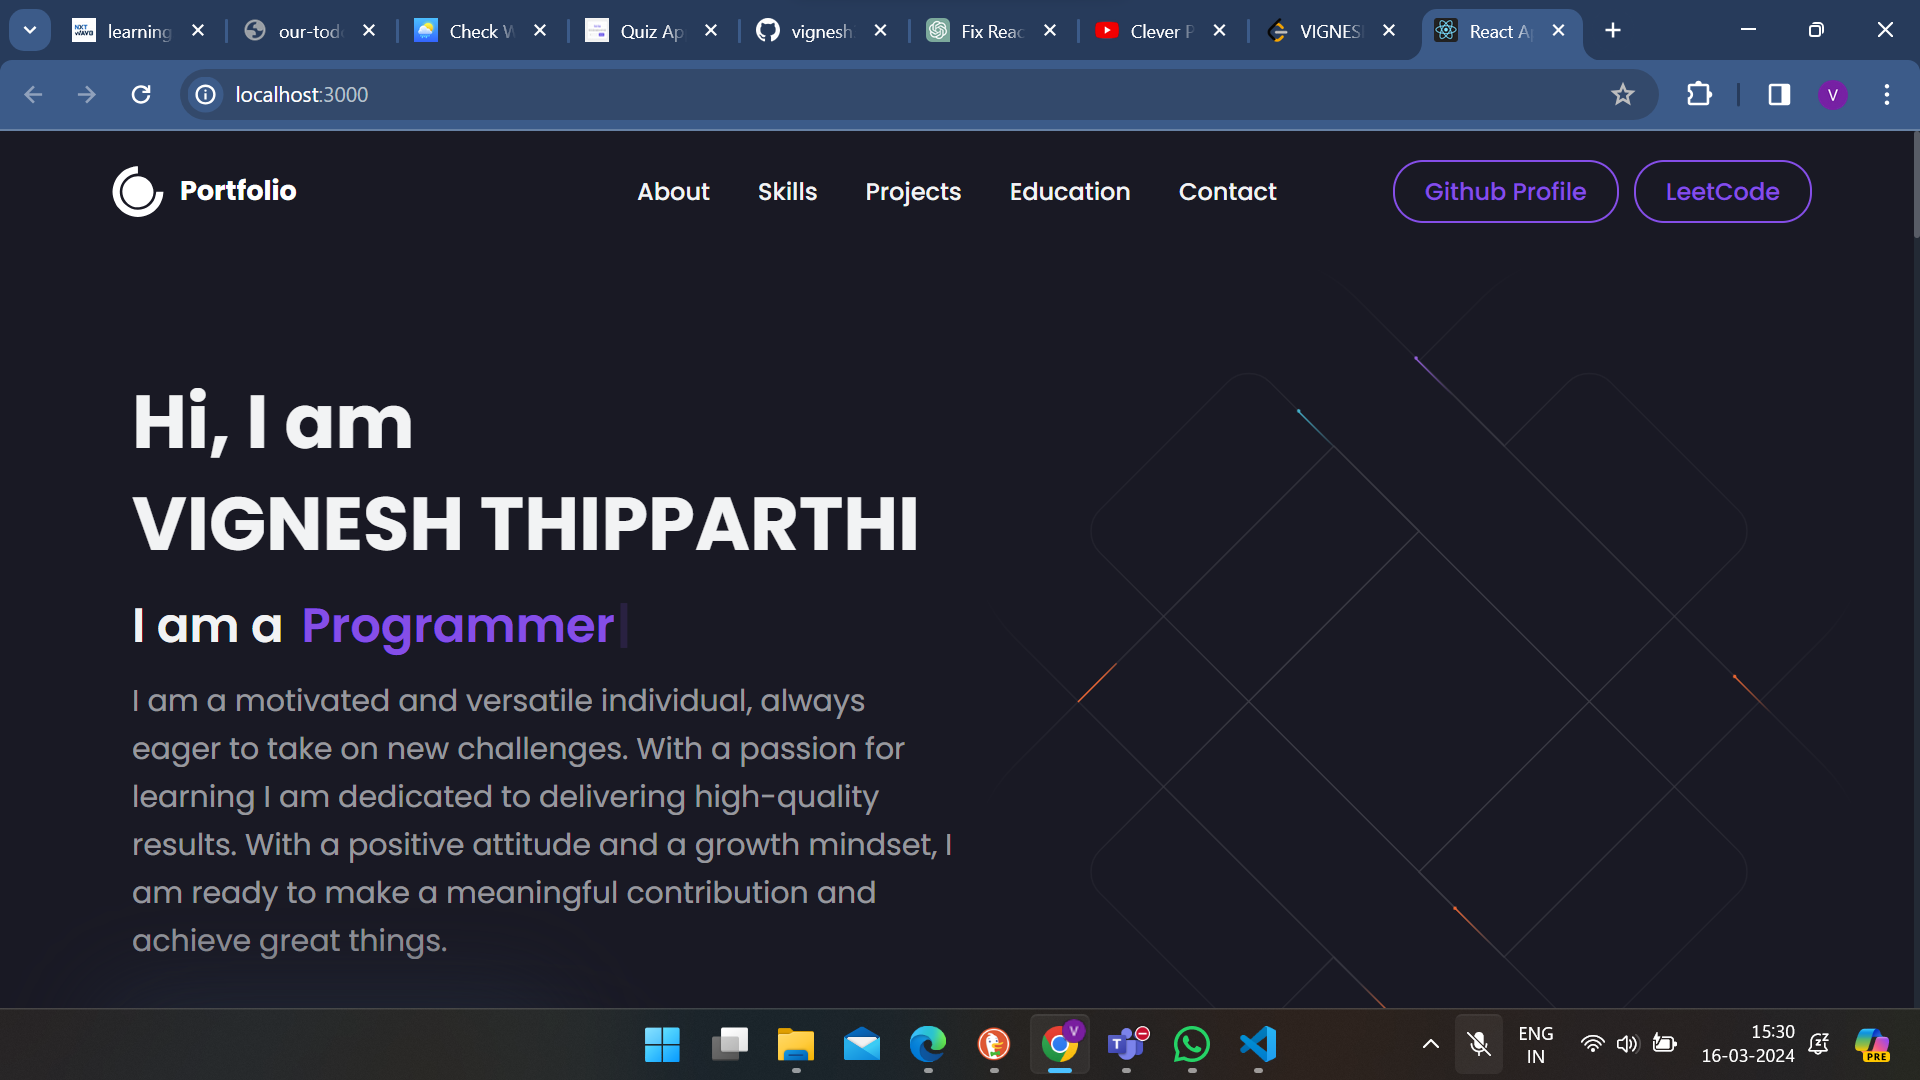 learning
our-tod
Check W
Quiz Ap
vignesh
Fix Reac
Clever P
VIGNES
React Ap
localhost:3000
V
Portfolio
About
Skills
Projects
Education
Contact
Github Profile
LeetCode
Hi, I am
VIGNESH THIPPARTHI
I am a Programmer
I am a motivated and versatile individual, always
eager to take on new challenges. With a passion for
learning I am dedicated to delivering high-quality
results. With a positive attitude and a growth mindset, I
am ready to make a meaningful contribution and
achieve great things.
V
T
ENG
IN
15:30
16-03-2024
PRE